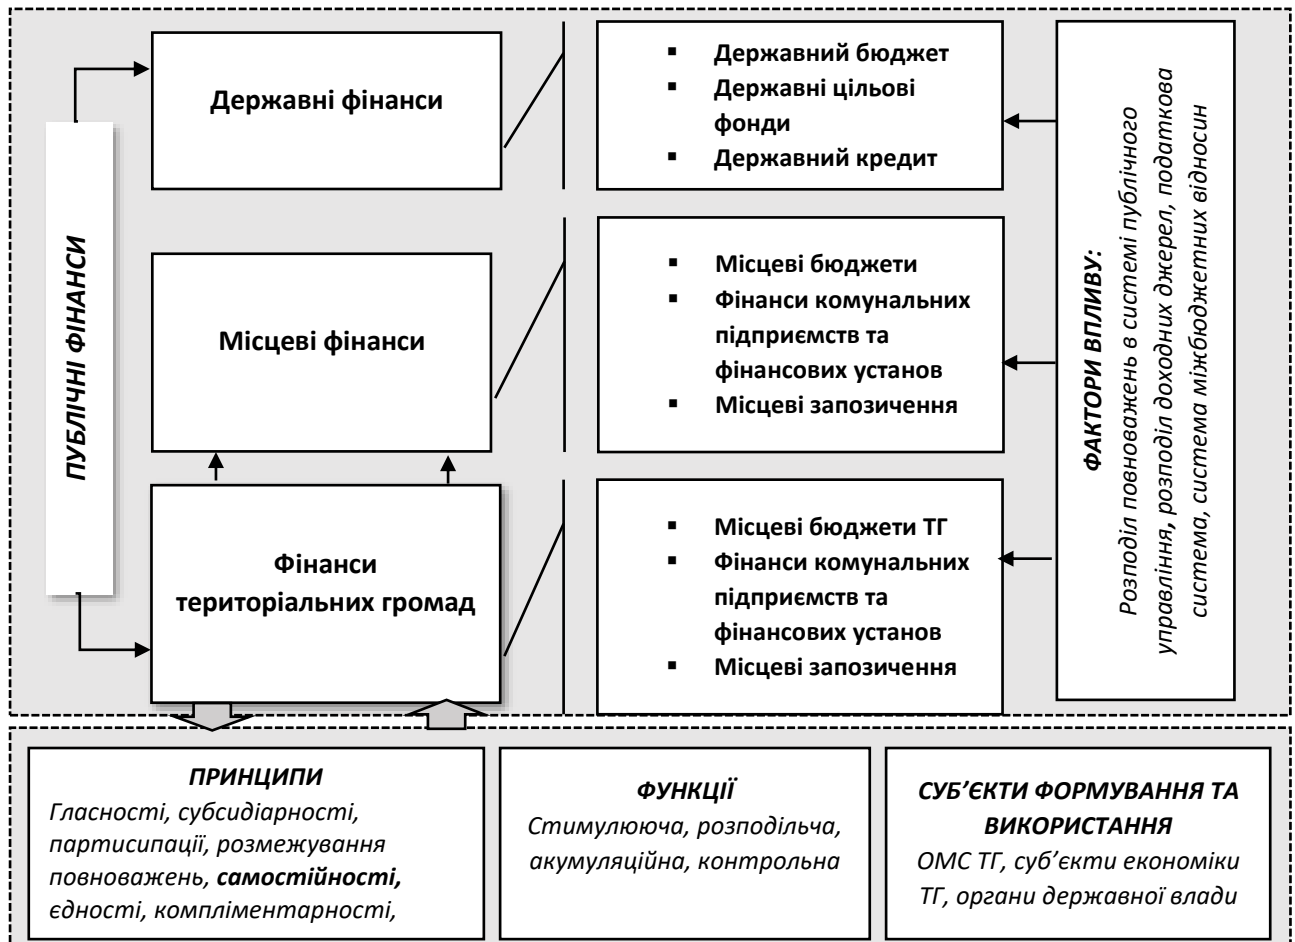 ПУБЛІЧНІ ФІНАНСИ
Державні фінанси
▪ Державний бюджет
▪ Державні цільові
фонди
▪ Державний кредит
Місцеві фінанси
▪ Місцеві бюджети
▪ Фінанси комунальних
підприємств та
фінансових установ
▪ Місцеві запозичення
Фінанси
територіальних громад
▪ Місцеві бюджети ТГ
▪ Фінанси комунальних
підприємств та
фінансових установ
▪ Місцеві запозичення
ФАКТОРИ ВПЛИВУ:
Розподіл повноважень в системі публічного
управління, розподіл доходних джерел, податкова
система, система міжбюджетних відносин
ПРИНЦИПИ
Гласності, субсидіарності,
партисипації, розмежування
повноважень, самостійності,
єдності, компліментарності,
ФУНКЦІЇ
Стимулююча, розподільча,
акумуляційна, контрольна
СУБ’ЄКТИ ФОРМУВАННЯ ТА
ВИКОРИСТАННЯ
ОМС ТГ, суб’єкти економіки
ТГ, органи державної влади